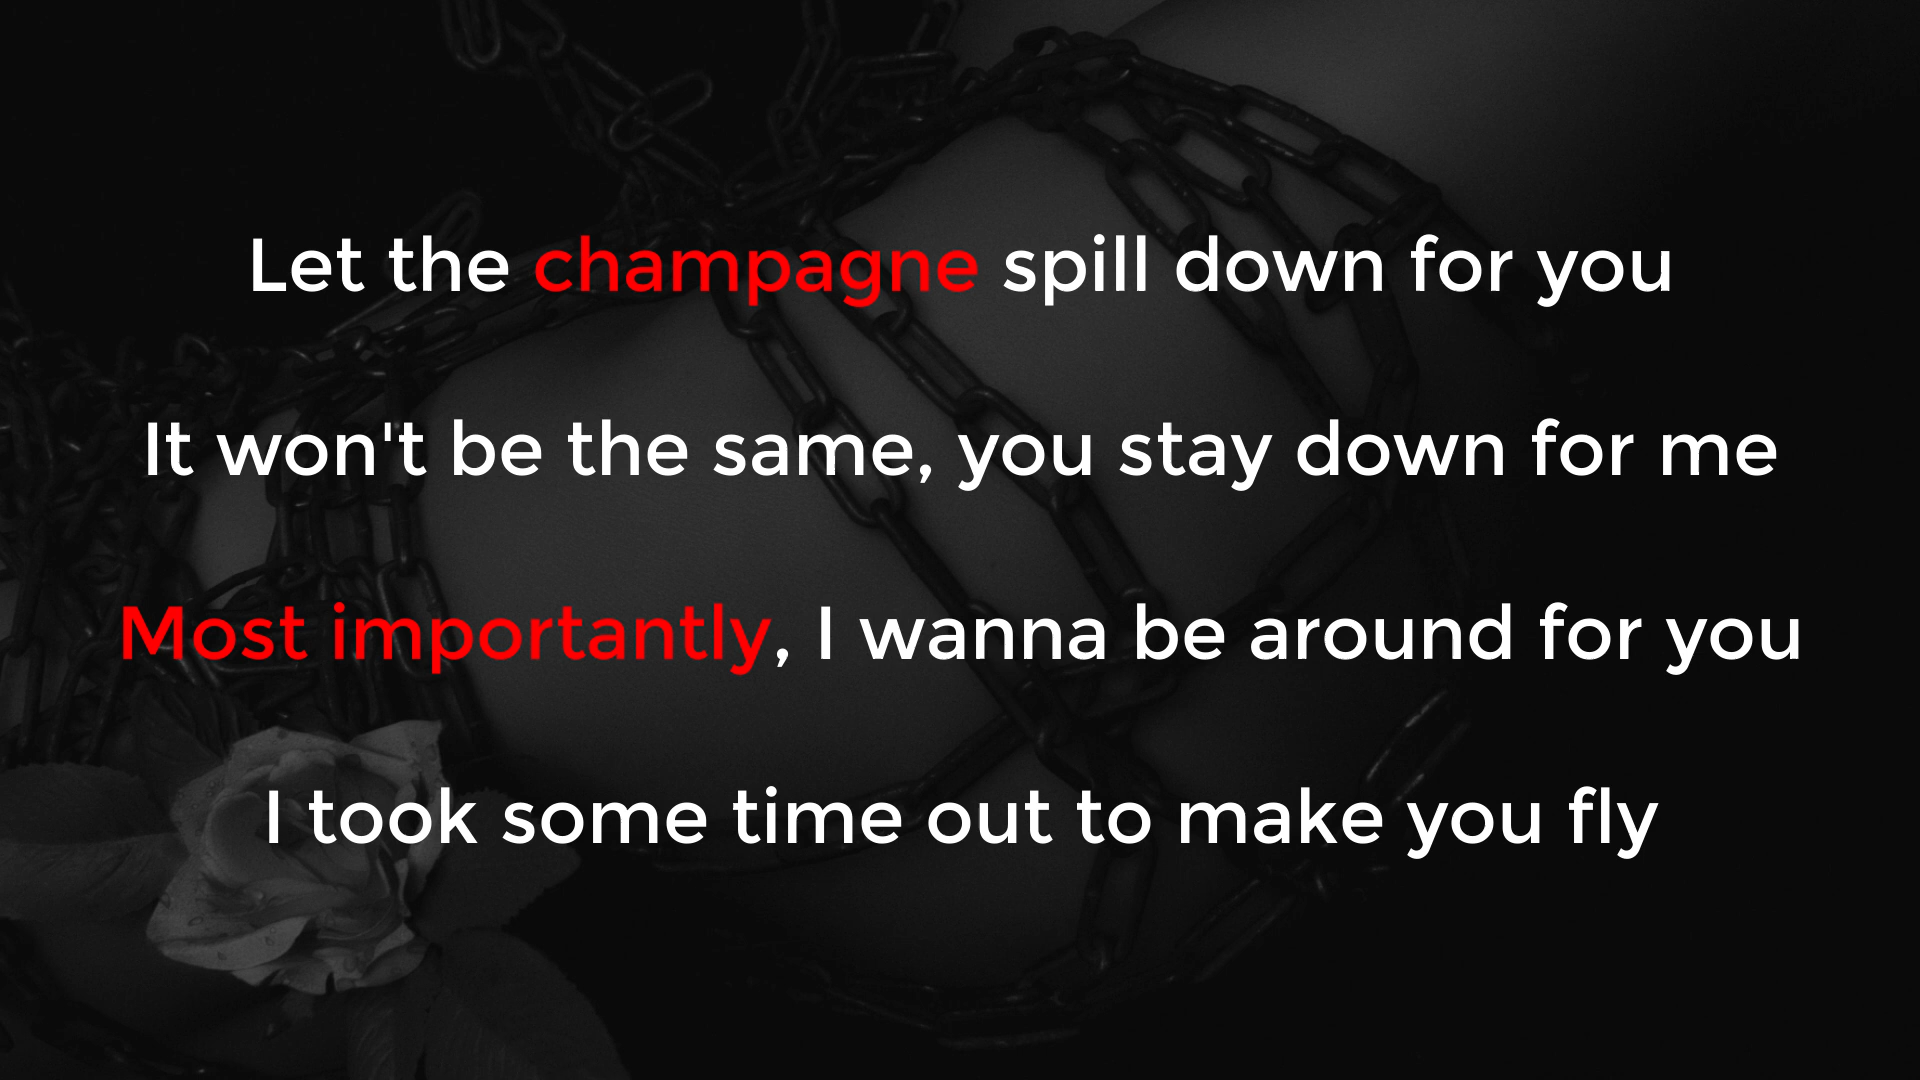 Let the champagne spill down for you
It won't be the same, you stay down for me
Most importantly, I wanna be around for you
I took some time out to make you fly